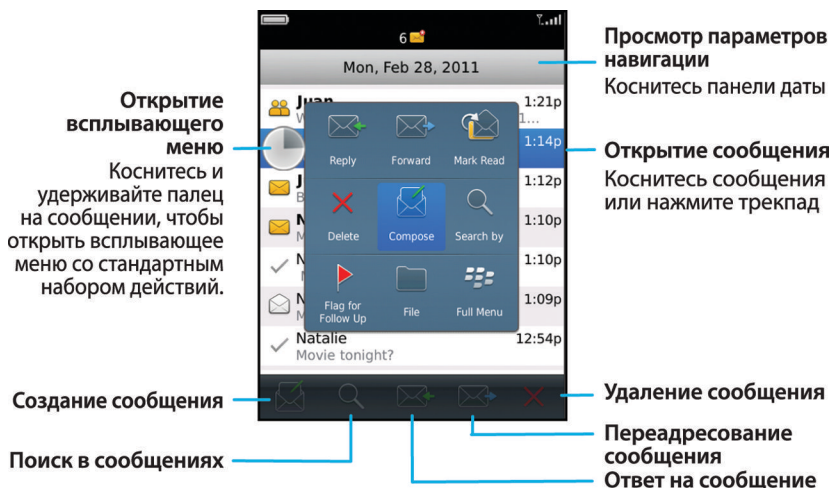 6
Mon, Feb 28, 2011
Juan
1:21p
W
1...
1:14p
J
1:12p
B
N
1:10p
M
N
1:10p
N
1:09p
M
Natalie
12:54p
Movie tonight?
Reply
Forward
Mark Read
Delete
Compose
Search by
Flag for
Follow Up
File
Full Menu
Открытие
всплывающего
меню
Коснитесь и
удерживайте палец
на сообщении, чтобы
открыть всплывающее
меню со стандартным
набором действий.
Создание сообщения
Поиск в сообщениях
Просмотр параметров
навигации
Коснитесь панели даты
Открытие сообщения
Коснитесь сообщения
или нажмите трекпад
Удаление сообщения
Переадресование
сообщения
Ответ на сообщение